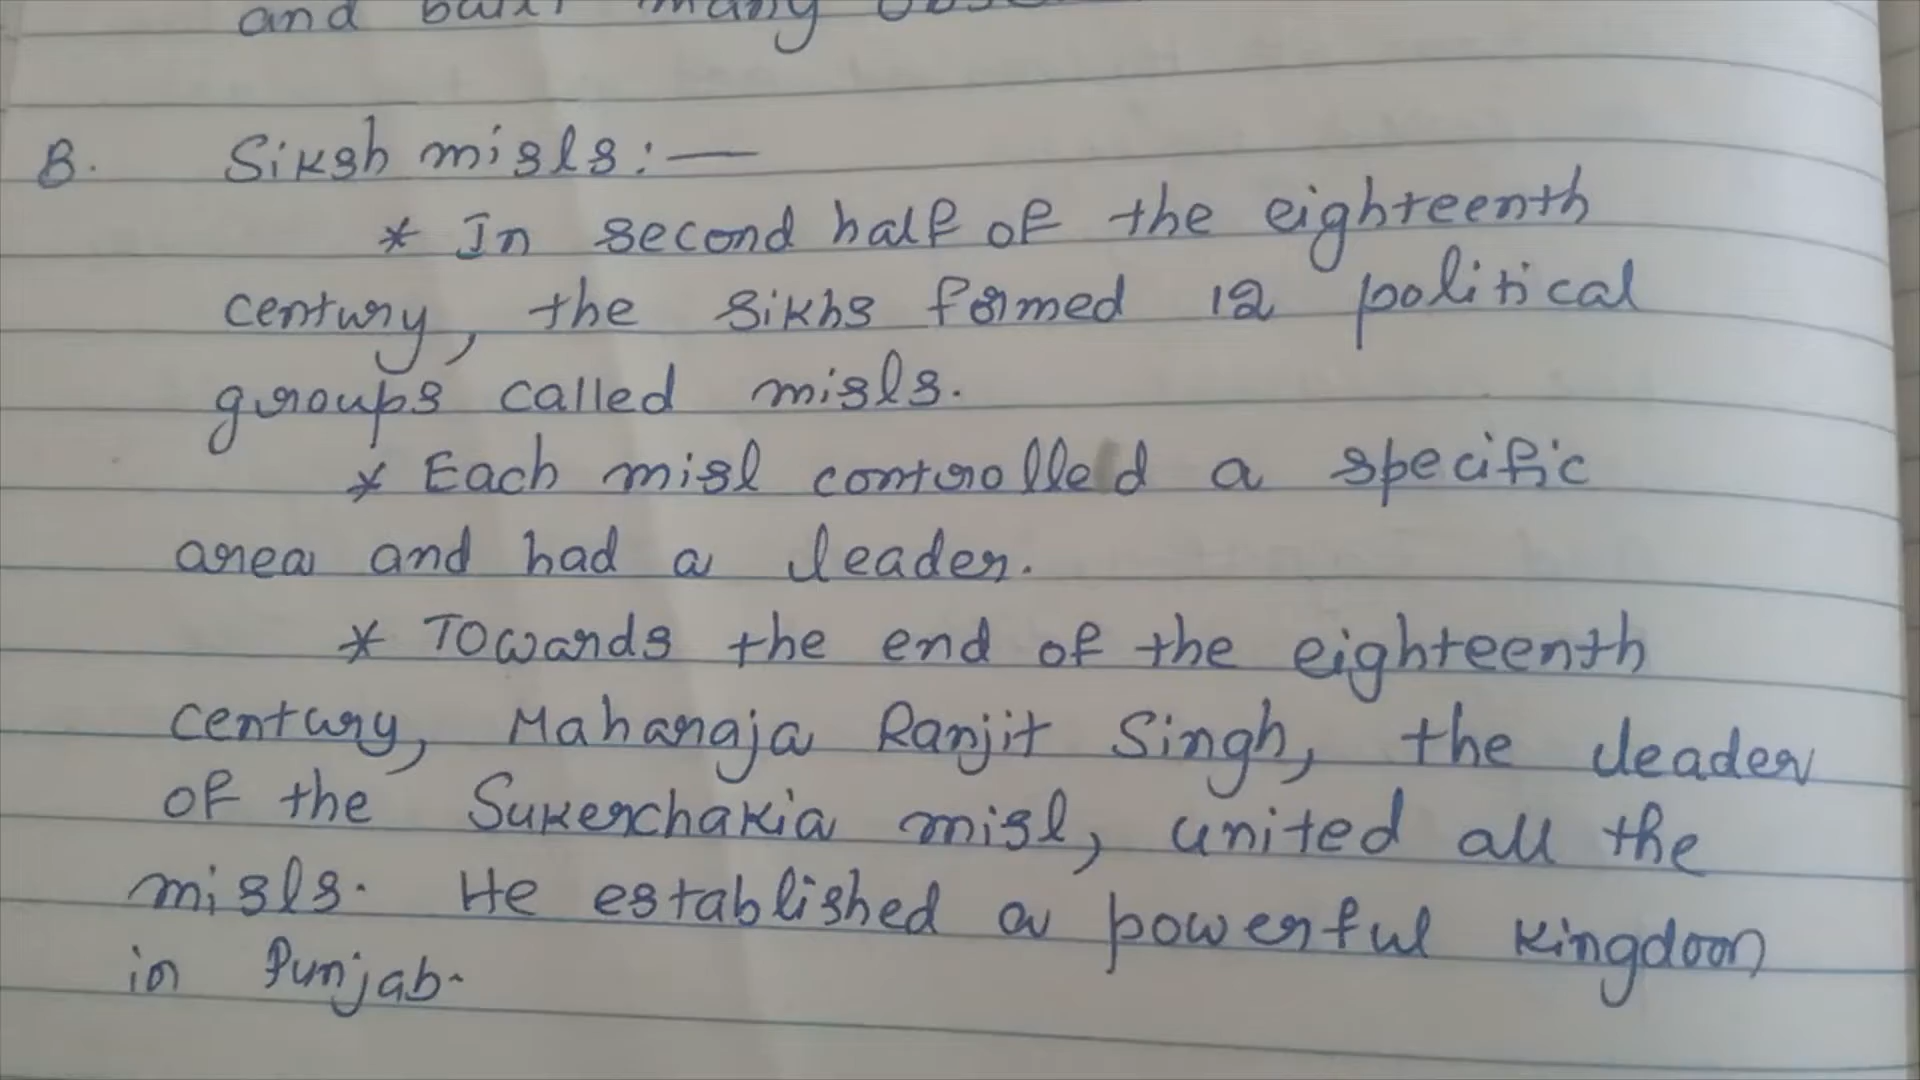 and built many
B. Siksh misls:—
* In second half of the eighteenth
century, the Sikhs formed 12 political
groups called misls.
* Each misl controlled a specific
area and had a leader.
* Towards the end of the eighteenth
century, Maharaja Ranjit Singh, the leader
of the Sukerchakia misl, united all the
misls. He established a powerful kingdom
in Punjab.